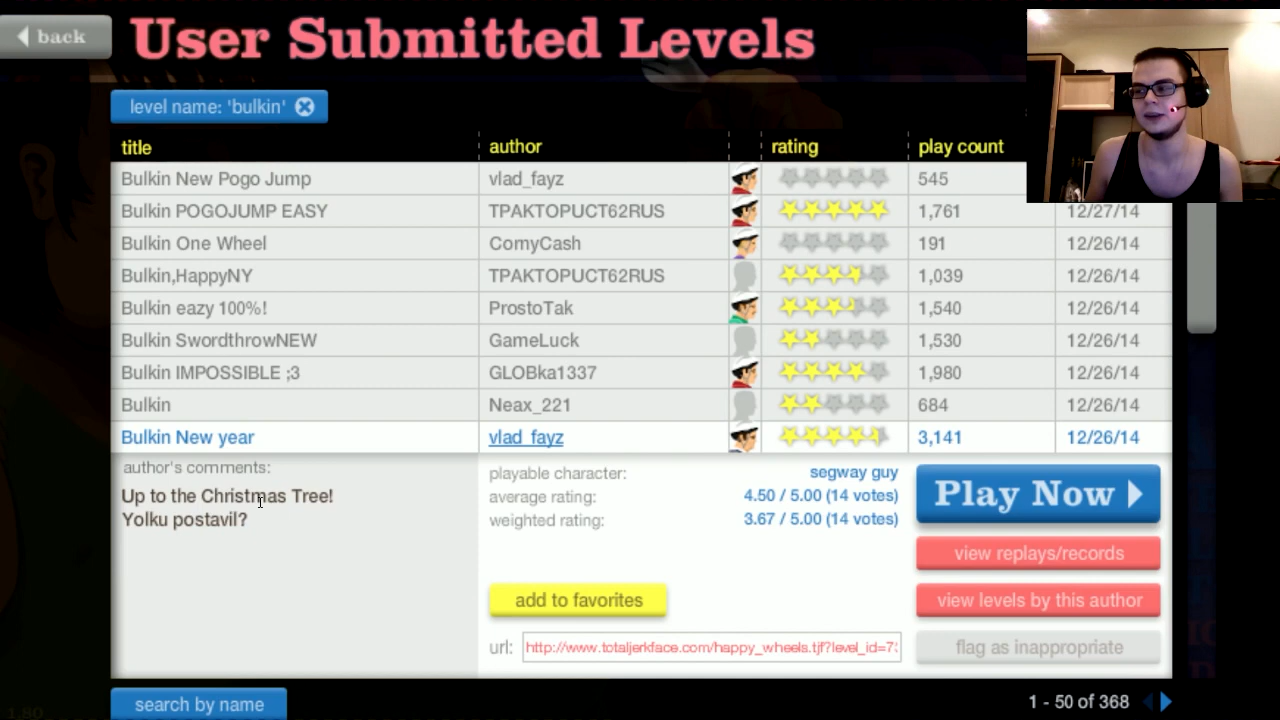 back
User Submitted Levels
level name: 'bulkin'
title author rating play count
Bulkin New Pogo Jump vlad_fayz 545
Bulkin POGOJUMP EASY TPAKTOPUCT62RUS 1,761 12/27/14
Bulkin One Wheel ComyCash 191 12/26/14
Bulkin,HappyNY TPAKTOPUCT62RUS 1,039 12/26/14
Bulkin eazy 100%! ProstoTak 1,540 12/26/14
Bulkin SwordthrowNEW GameLuck 1,530 12/26/14
Bulkin IMPOSSIBLE ;3 GLOBka1337 1,980 12/26/14
Bulkin Neax_221 684 12/26/14
Bulkin New year vlad_fayz 3,141 12/26/14
author's comments:
Up to the Christmas Tree!
Yolku postavil?
playable character: segway guy
average rating: 4.50 / 5.00 (14 votes)
weighted rating: 3.67 / 5.00 (14 votes)
add to favorites
url: http://www.totaljerkface.com/happy_wheels.tjf?level_id=7
Play Now
view replays/records
view levels by this author
flag as inappropriate
search by name
1 - 50 of 368
1.80